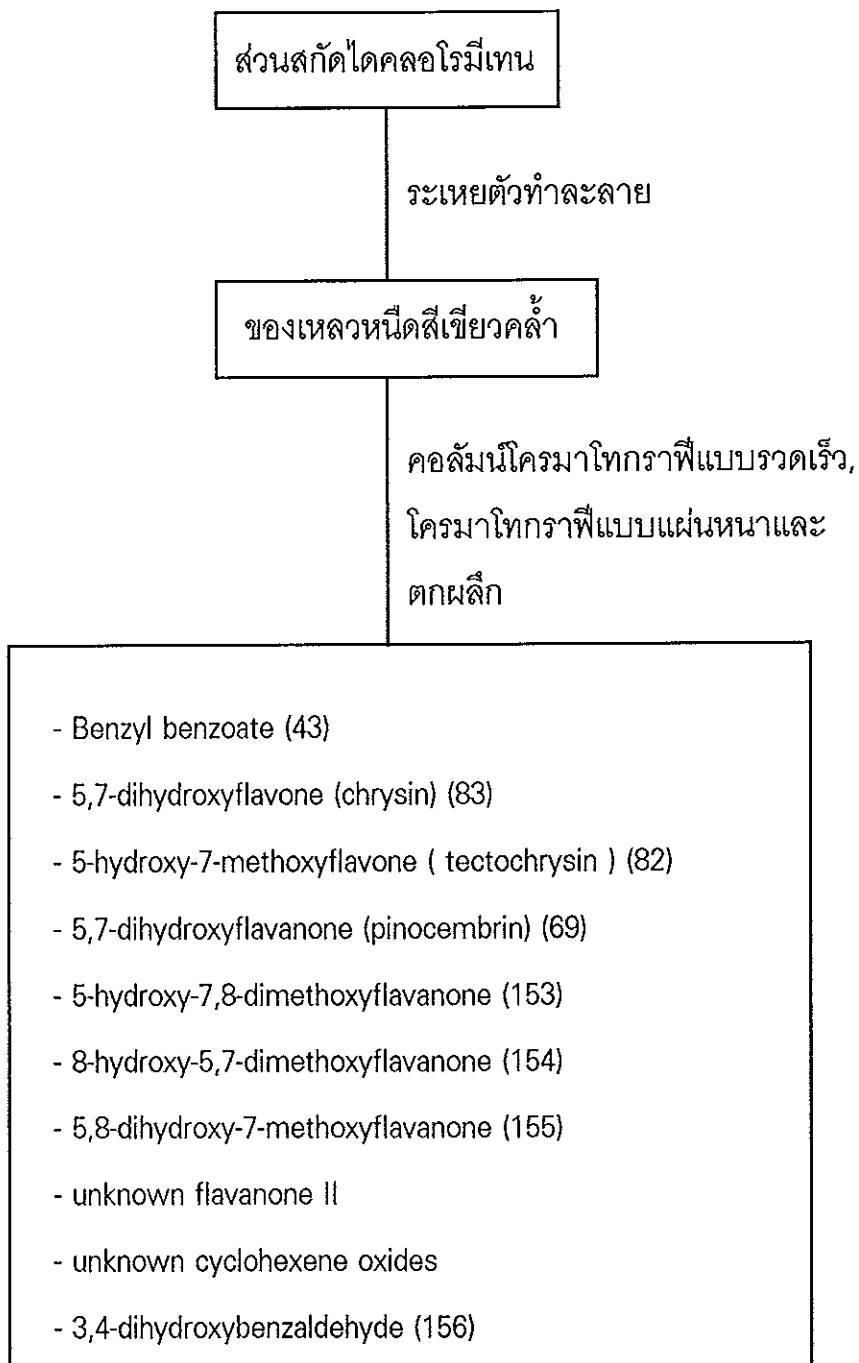 ส่วนสกัดไดคลอโรมีเทน
ระเหยตัวทำละลาย
ของเหลวหนืดสีเขียวคล้ำ
คอลัมน์โครมาโทกราฟีแบบรวดเร็ว,
โครมาโทกราฟีแบบแผ่นหนาและ
ตกผลึก
- Benzyl benzoate (43)
- 5,7-dihydroxyflavone (chrysin) (83)
- 5-hydroxy-7-methoxyflavone ( tectochrysin ) (82)
- 5,7-dihydroxyflavanone (pinocembrin) (69)
- 5-hydroxy-7,8-dimethoxyflavanone (153)
- 8-hydroxy-5,7-dimethoxyflavanone (154)
- 5,8-dihydroxy-7-methoxyflavanone (155)
- unknown flavanone II
- unknown cyclohexene oxides
- 3,4-dihydroxybenzaldehyde (156)